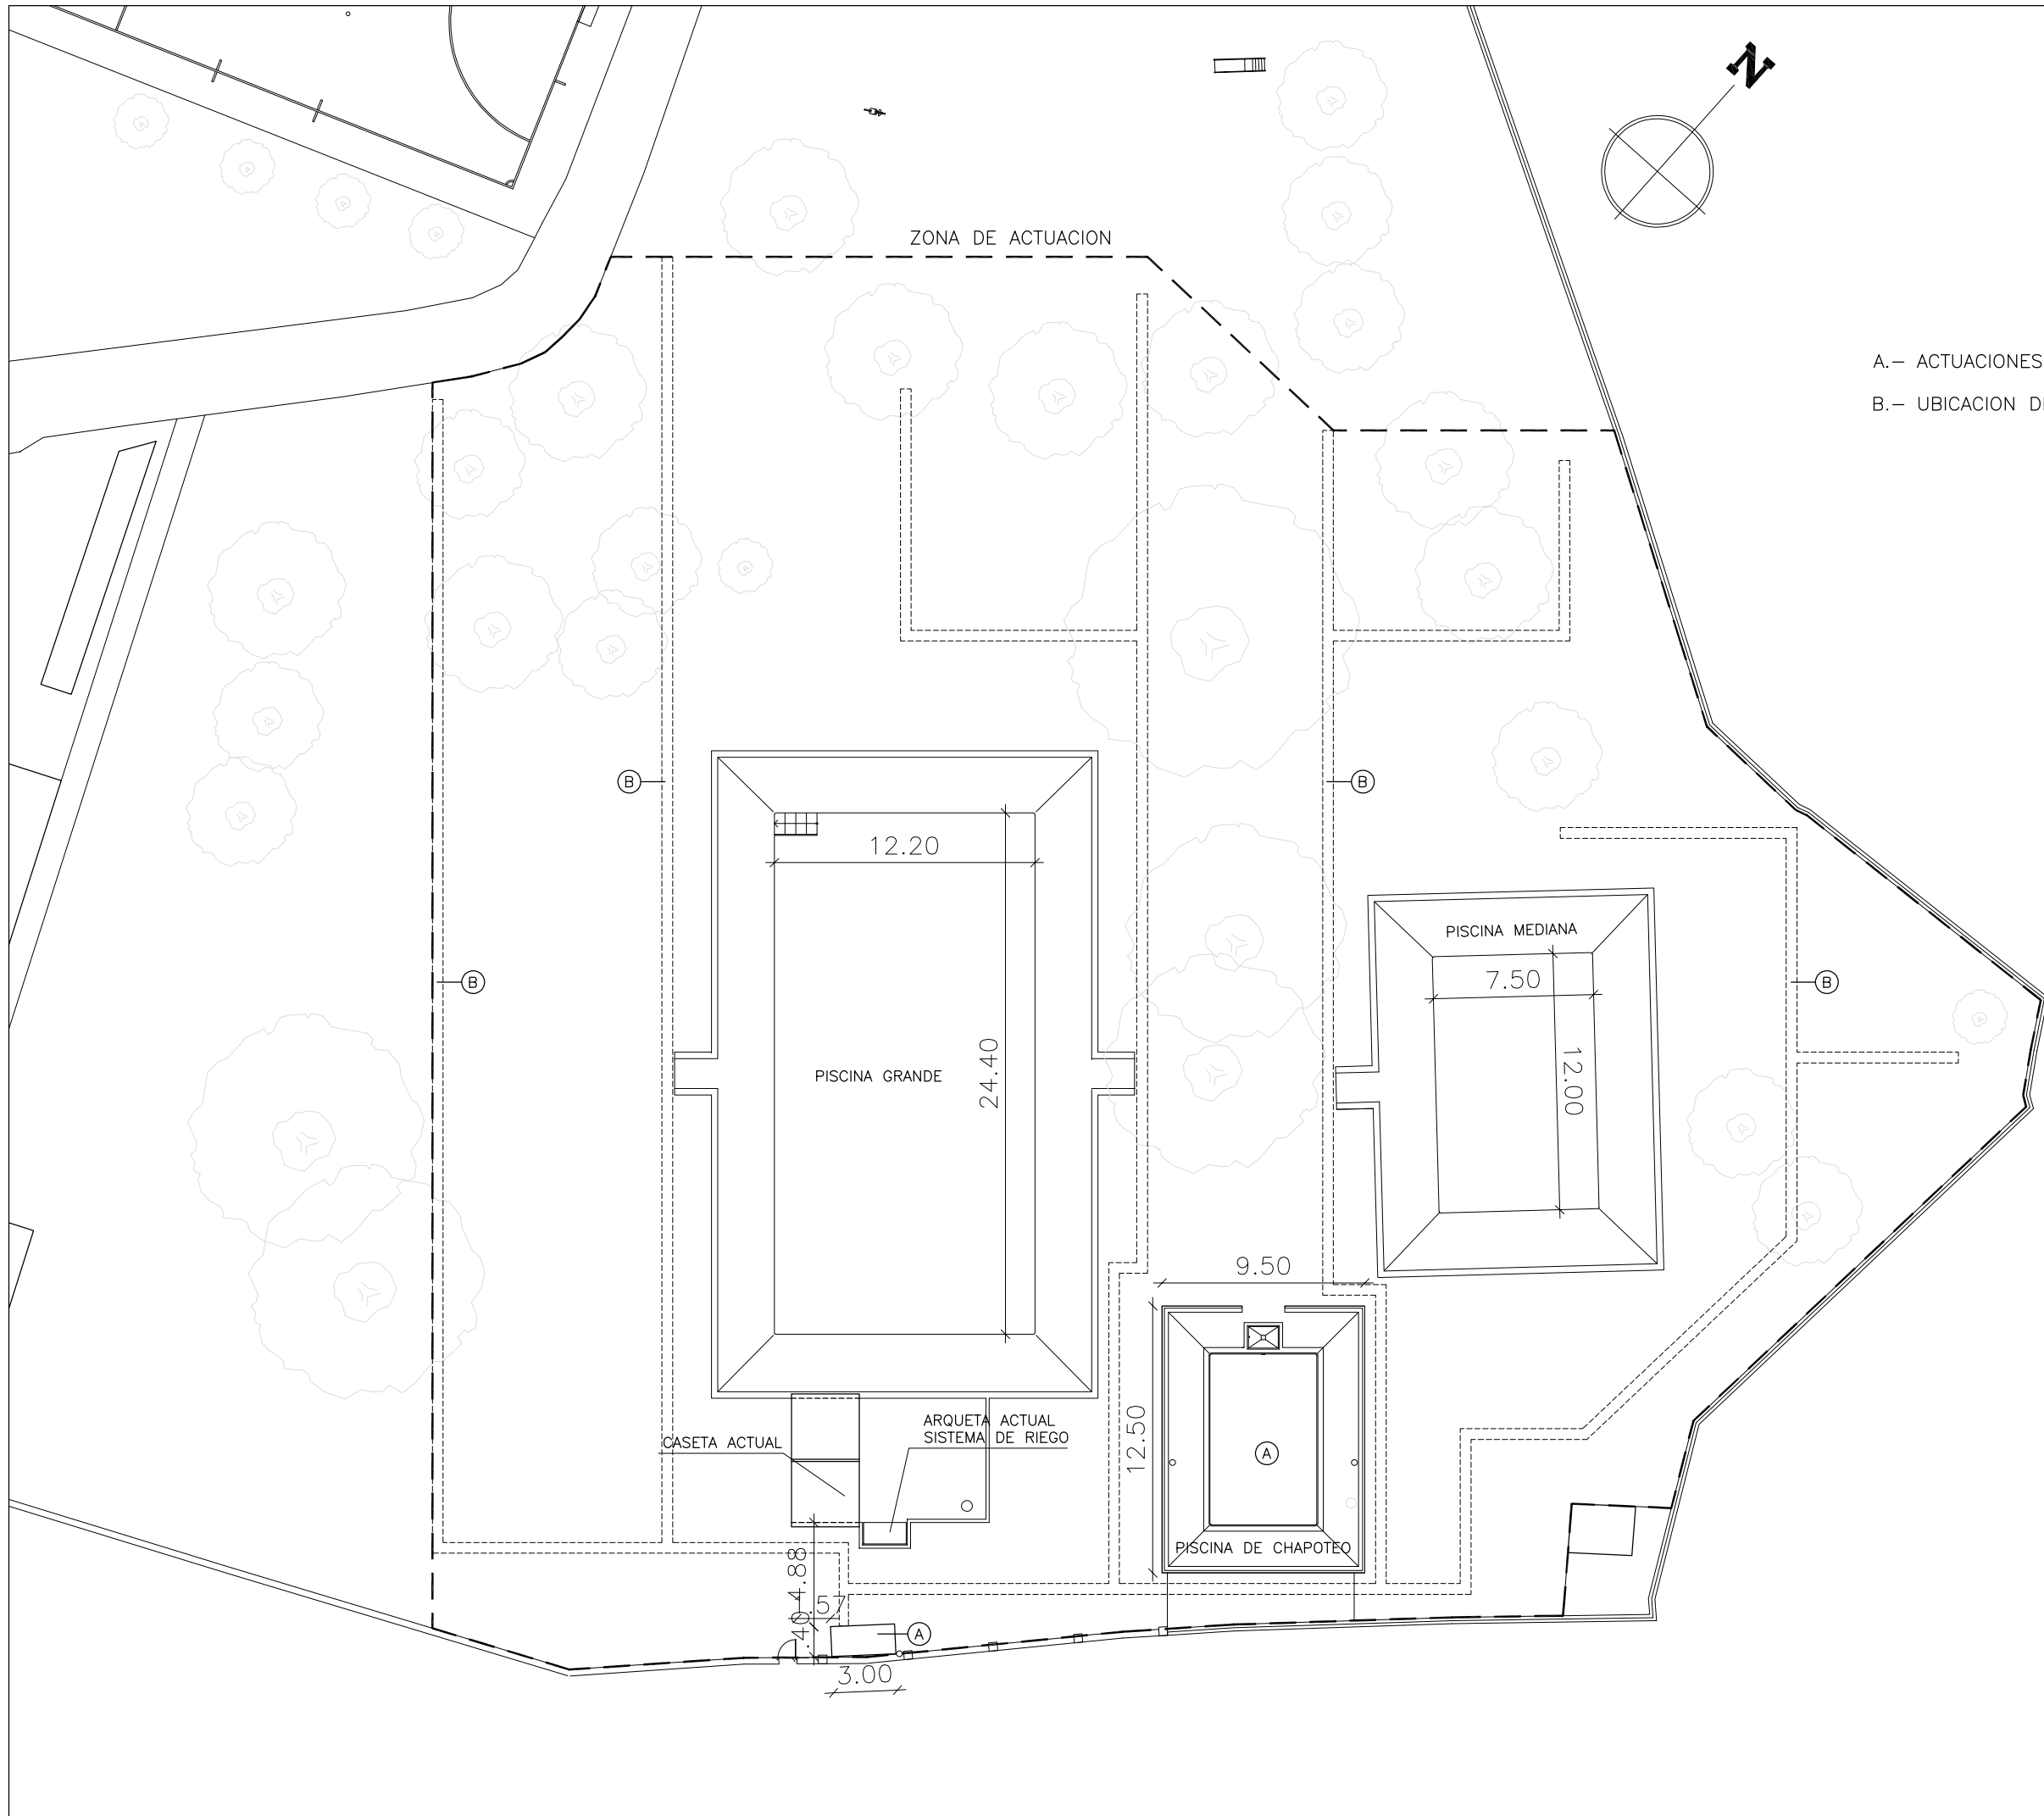 N
ZONA DE ACTUACION
A.— ACTUACIONES
B.— UBICACION
B
B
12.20
PISCINA MEDIANA
7.50
B
B
24.40
12.00
PISCINA GRANDE
9.50
12.50
ARQUETA ACTUAL
SISTEMA DE RIEGO
CASETA ACTUAL
A
PISCINA DE CHAPOTEO
4.88
0.57
A
3.00